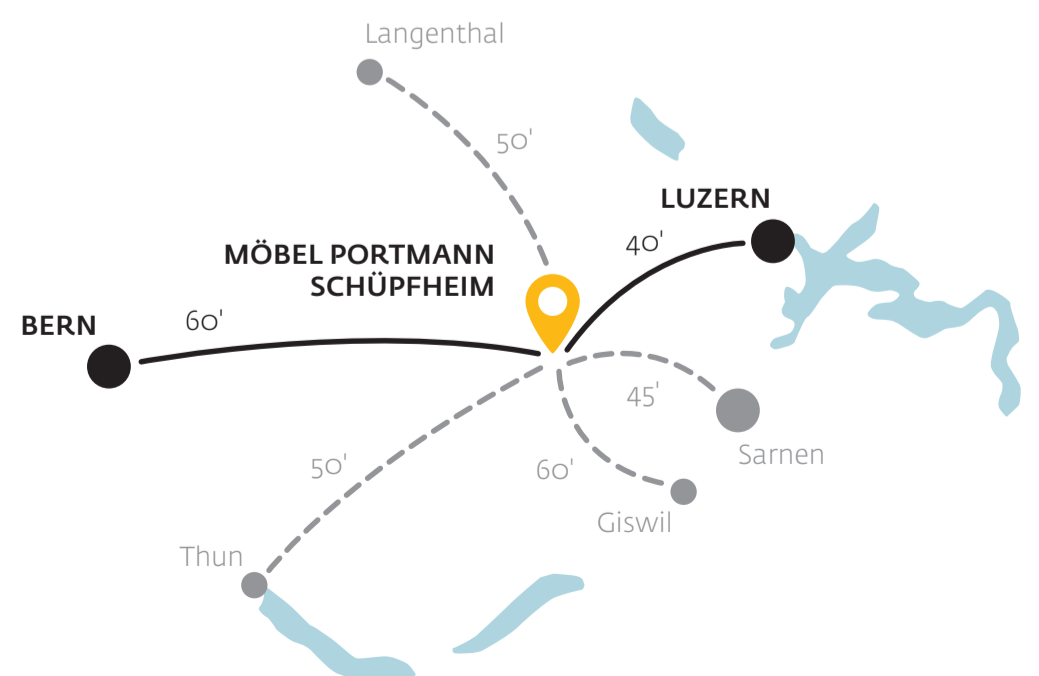 Langenthal
50'
LUZERN
40'
MÖBEL PORTMANN
SCHÜPFHEIM
BERN
60'
45'
Sarnen
50'
60'
Giswil
Thun